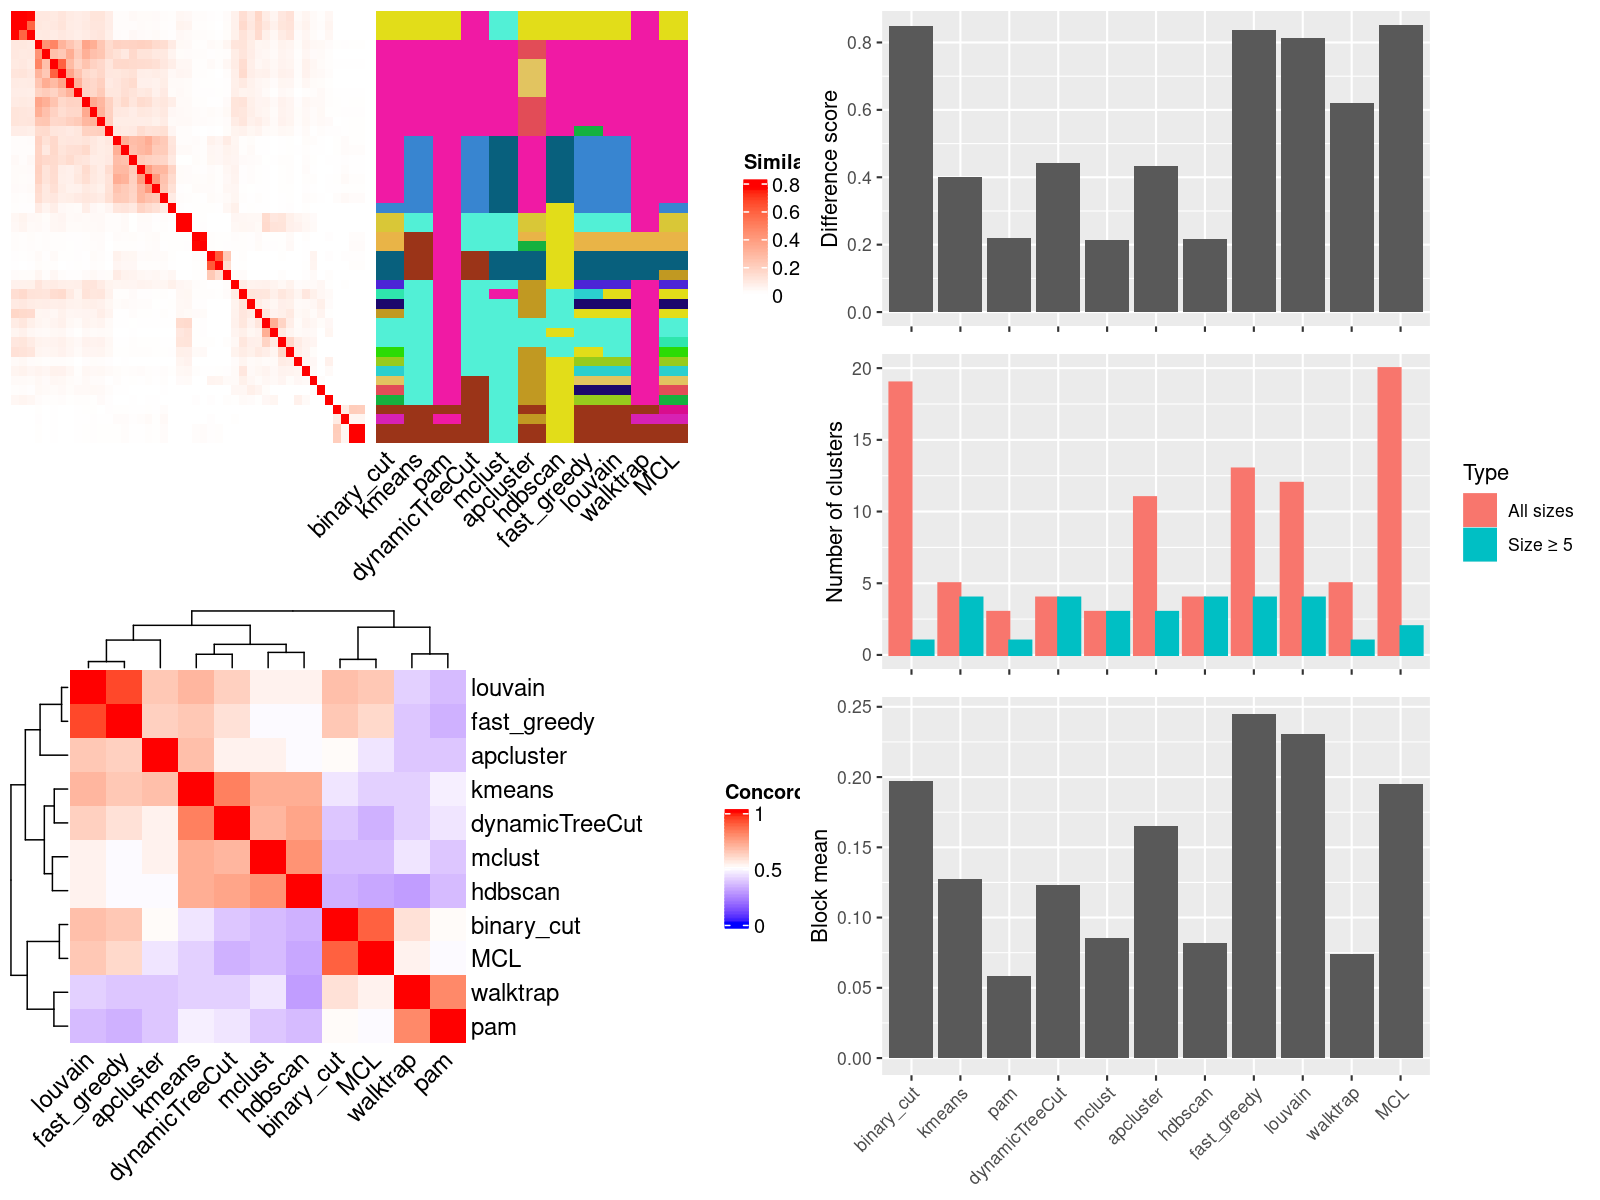 Simila
0.8
0.6
0.4
0.2
0
binary_cut
kmeans
pam
dynamicTreeCut
mclust
apcluster
hdbscan
fast_greedy
louvain
walktrap
MCL
louvain
fast_greedy
apcluster
kmeans
dynamicTreeCut
mclust
hdbscan
binary_cut
MCL
walktrap
pam
louvain
fast_greedy
apcluster
kmeans
dynamicTreeCut
mclust
hdbscan
binary_cut
MCL
walktrap
pam
Concord
1
0.5
0
Difference score
0.8
0.6
0.4
0.2
0.0
Number of clusters
20
15
10
5
0
Type
All sizes
Size ≥ 5
Block mean
0.25
0.20
0.15
0.10
0.05
0.00
binary_cut
kmeans
pam
dynamicTreeCut
mclust
apcluster
hdbscan
fast_greedy
louvain
walktrap
MCL